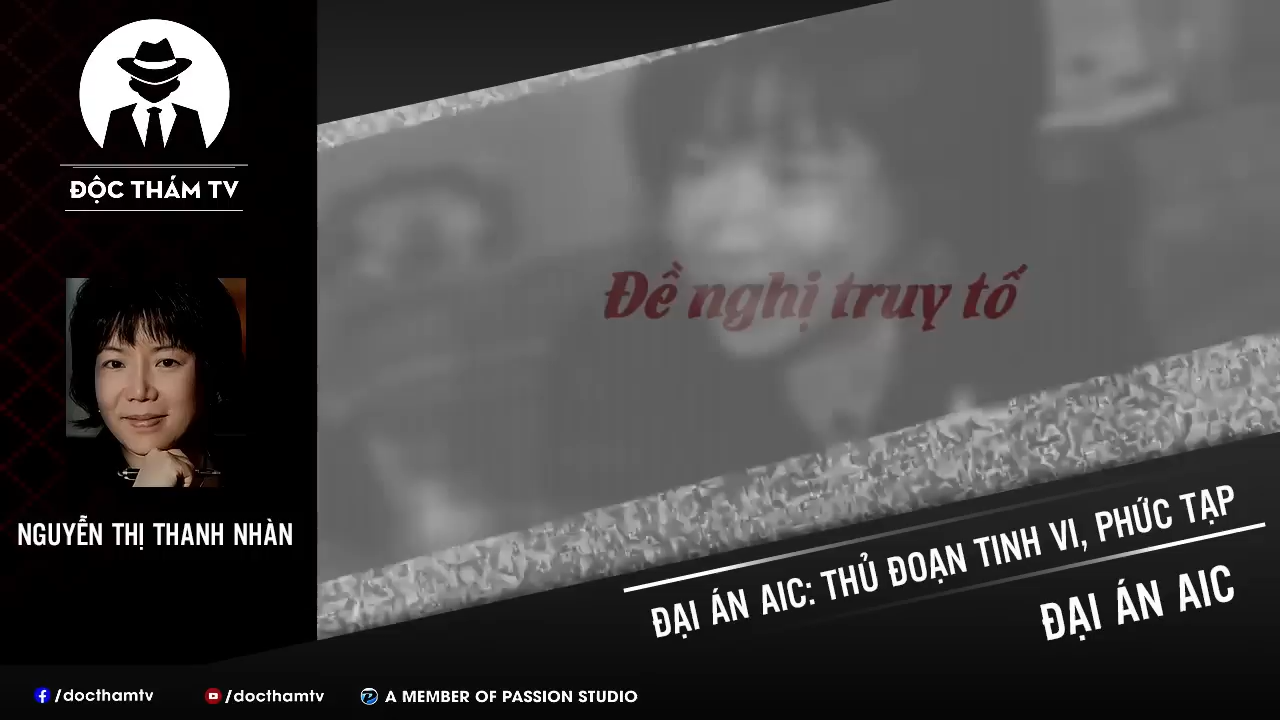 ĐỘC THÁM TV
NGUYỄN THỊ THANH NHÀN
Đề nghị truy tố
ĐẠI ÁN AIC: THỦ ĐOẠN TINH VI, PHỨC TẠP
ĐẠI ÁN AIC
/docthamtv
/docthamtv
A MEMBER OF PASSION STUDIO